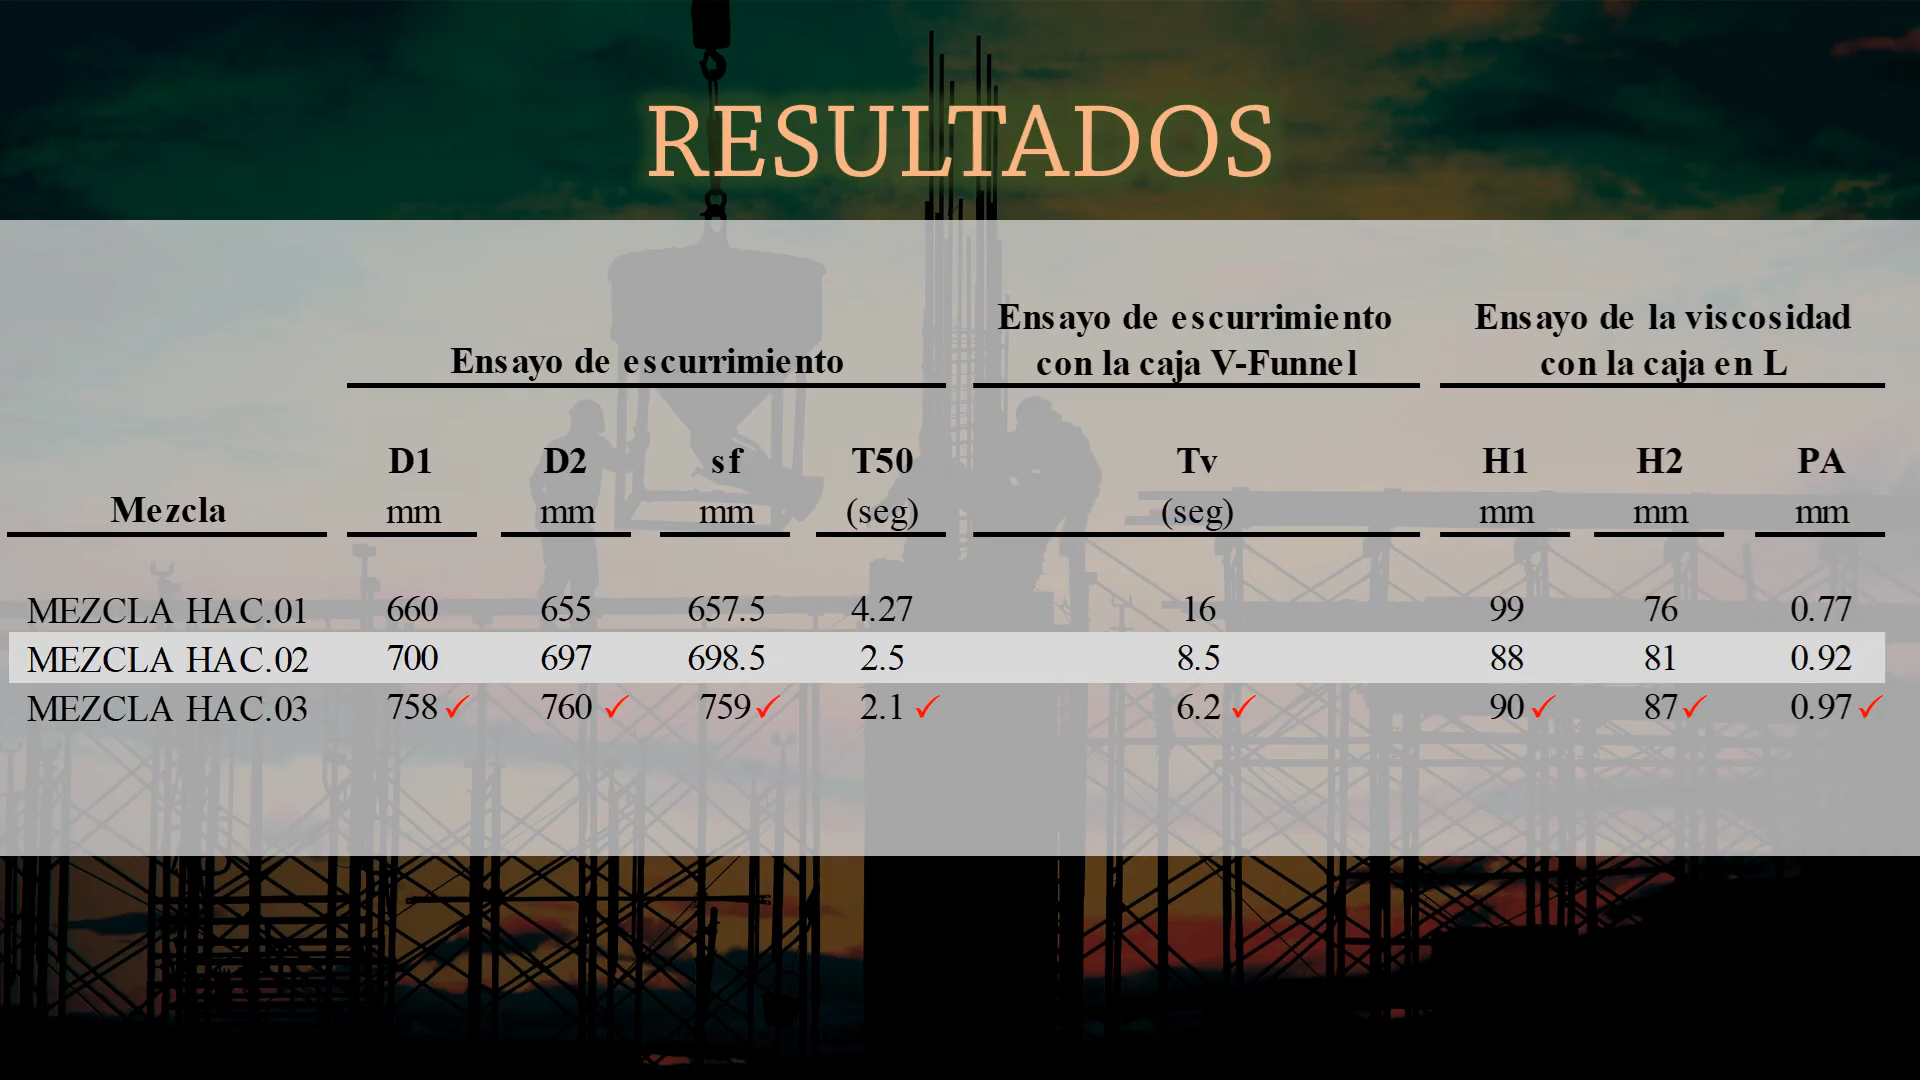 RESULTADOS
Ensayo de escurrimiento
Ensayo de escurrimiento
con la caja V-Funnel
Ensayo de la viscosidad
con la caja en L
Mezcla
D1 D2 sf T50 Tv H1 H2 PA
mm mm mm (seg) (seg) mm mm mm
MEZCLA HAC.01 660 655 657.5 4.27 16 99 76 0.77
MEZCLA HAC.02 700 697 698.5 2.5 8.5 88 81 0.92
MEZCLA HAC.03 758 ✓ 760 ✓ 759 ✓ 2.1 ✓ 6.2 ✓ 90 ✓ 87 ✓ 0.97 ✓